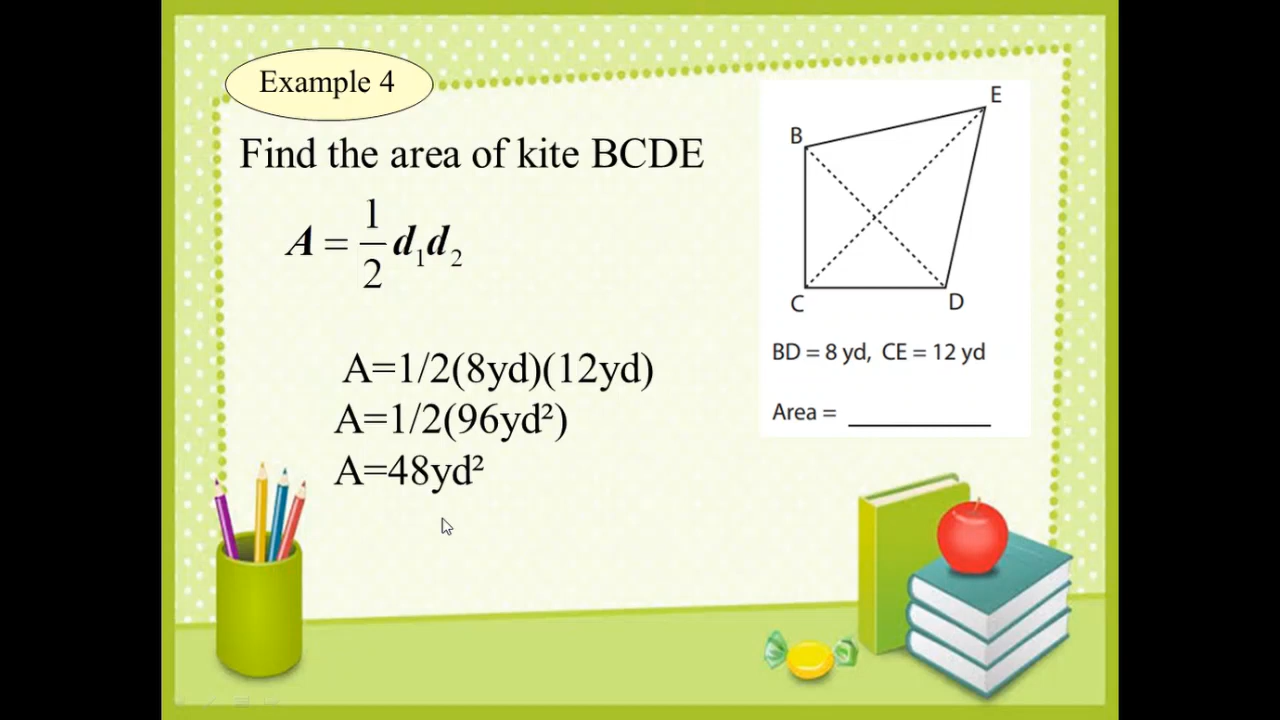 Example 4
Find the area of kite BCDE
A = 1/2 d₁d₂
A=1/2(8yd)(12yd)
A=1/2(96yd²)
A=48yd²
E
B
C
D
BD = 8 yd, CE = 12 yd
Area = ____________